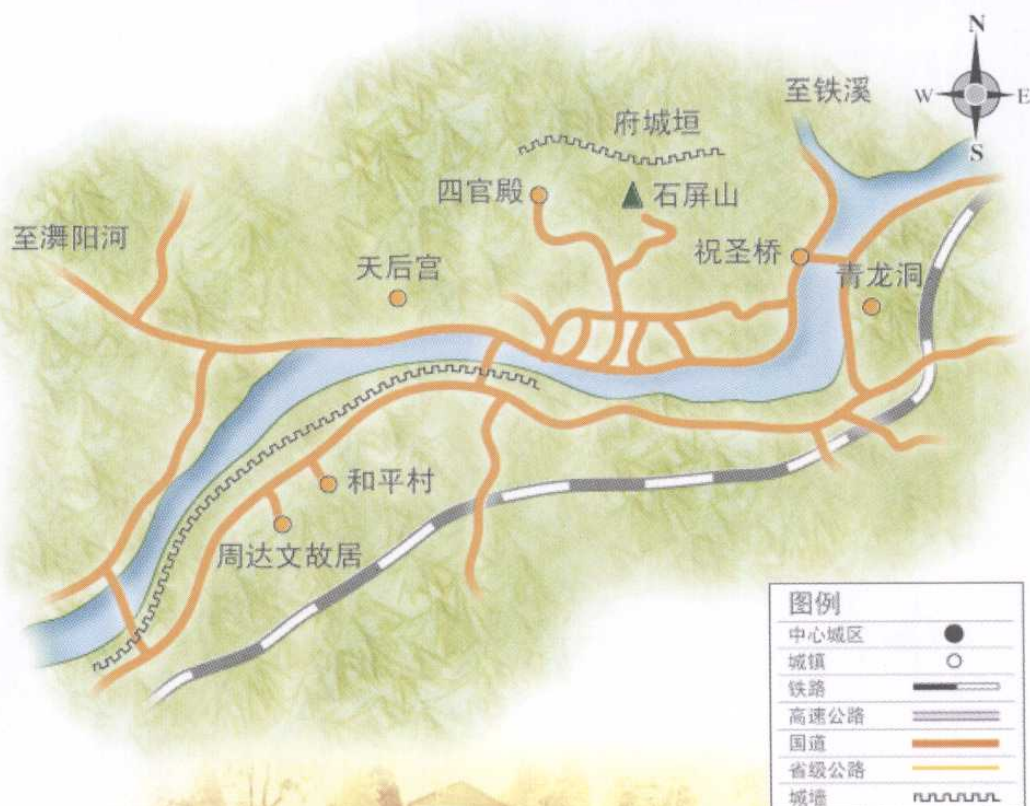 N
W
E
S
至铁溪
府城垣
四官殿
石屏山
至㵲阳河
天后宫
祝圣桥
青龙洞
和平村
周达文故居
图例
中心城区
城镇
铁路
高速公路
国道
省级公路
城墙